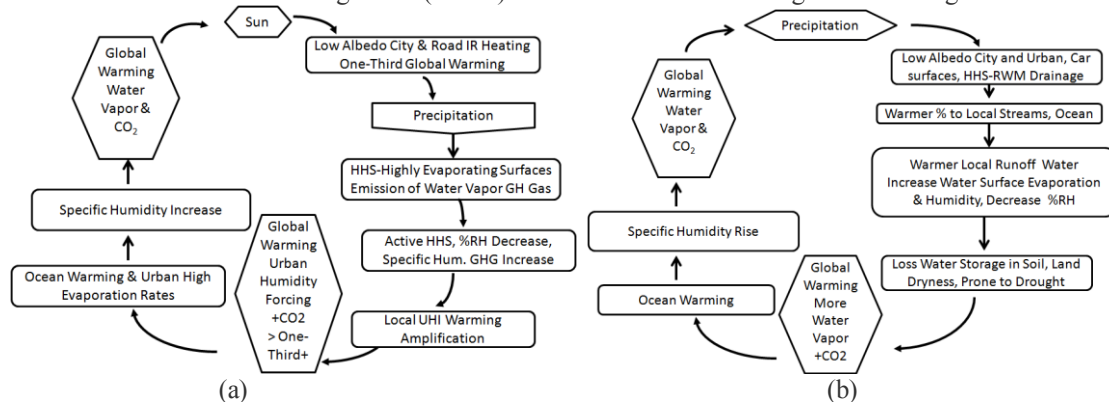 Sun
Low Albedo City & Road IR Heating
One-Third Global Warming
Precipitation
HHS-Highly Evaporating Surfaces
Emission of Water Vapor GH Gas
Active HHS, %RH Decrease,
Specific Hum. GHG Increase
Local UHI Warming
Amplification
Global
Warming
Urban
Humidity
Forcing
+CO2
> One-
Third+
Ocean Warming & Urban High
Evaporation Rates
Specific Humidity Increase
Global
Warming
Water
Vapor &
CO2
(a)
Precipitation
Low Albedo City and Urban, Car
surfaces, HHS-RWM Drainage
Warmer % to Local Streams, Ocean
Warmer Local Runoff Water
Increase Water Surface Evaporation
& Humidity, Decrease %RH
Loss Water Storage in Soil, Land
Dryness, Prone to Drought
Global
Warming
More
Water
Vapor
+CO2
Ocean Warming
Specific Humidity Rise
Global
Warming
Water
Vapor &
CO2
(b)